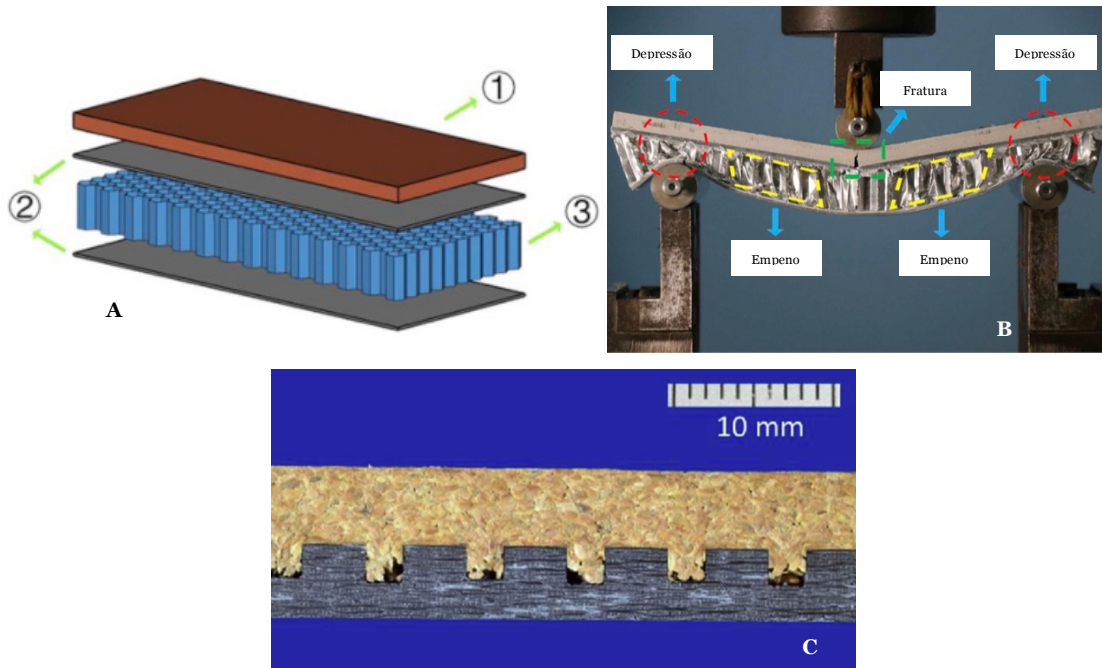 ①
②
③
A
Depressão
Depressão
Fratura
Empeno
Empeno
B
10 mm
C